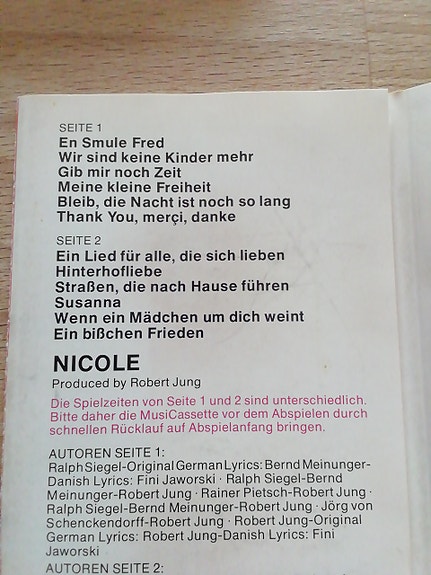 SEITE 1
En Smule Fred
Wir sind keine Kinder mehr
Gib mir noch Zeit
Meine kleine Freiheit
Bleib, die Nacht ist noch so lang
Thank You, merçi, danke
SEITE 2
Ein Lied für alle, die sich lieben
Hinterhofliebe
Straßen, die nach Hause führen
Susanna
Wenn ein Mädchen um dich weint
Ein bißchen Frieden
NICOLE
Produced by Robert Jung
Die Spielzeiten von Seite 1 und 2 sind unterschiedlich.
Bitte daher die MusiCassette vor dem Abspielen durch
schnellen Rücklauf auf Abspielanfang bringen.
AUTOREN SEITE 1:
Ralph Siegel-Original German Lyrics: Bernd Meinunger-
Danish Lyrics: Fini Jaworski · Ralph Siegel-Bernd
Meinunger-Robert Jung · Rainer Pietsch-Robert Jung ·
Ralph Siegel-Bernd Meinunger-Robert Jung · Jörg von
Schenckendorff-Robert Jung · Robert Jung-Original
German Lyrics: Robert Jung-Danish Lyrics: Fini
Jaworski
AUTOREN SEITE 2: